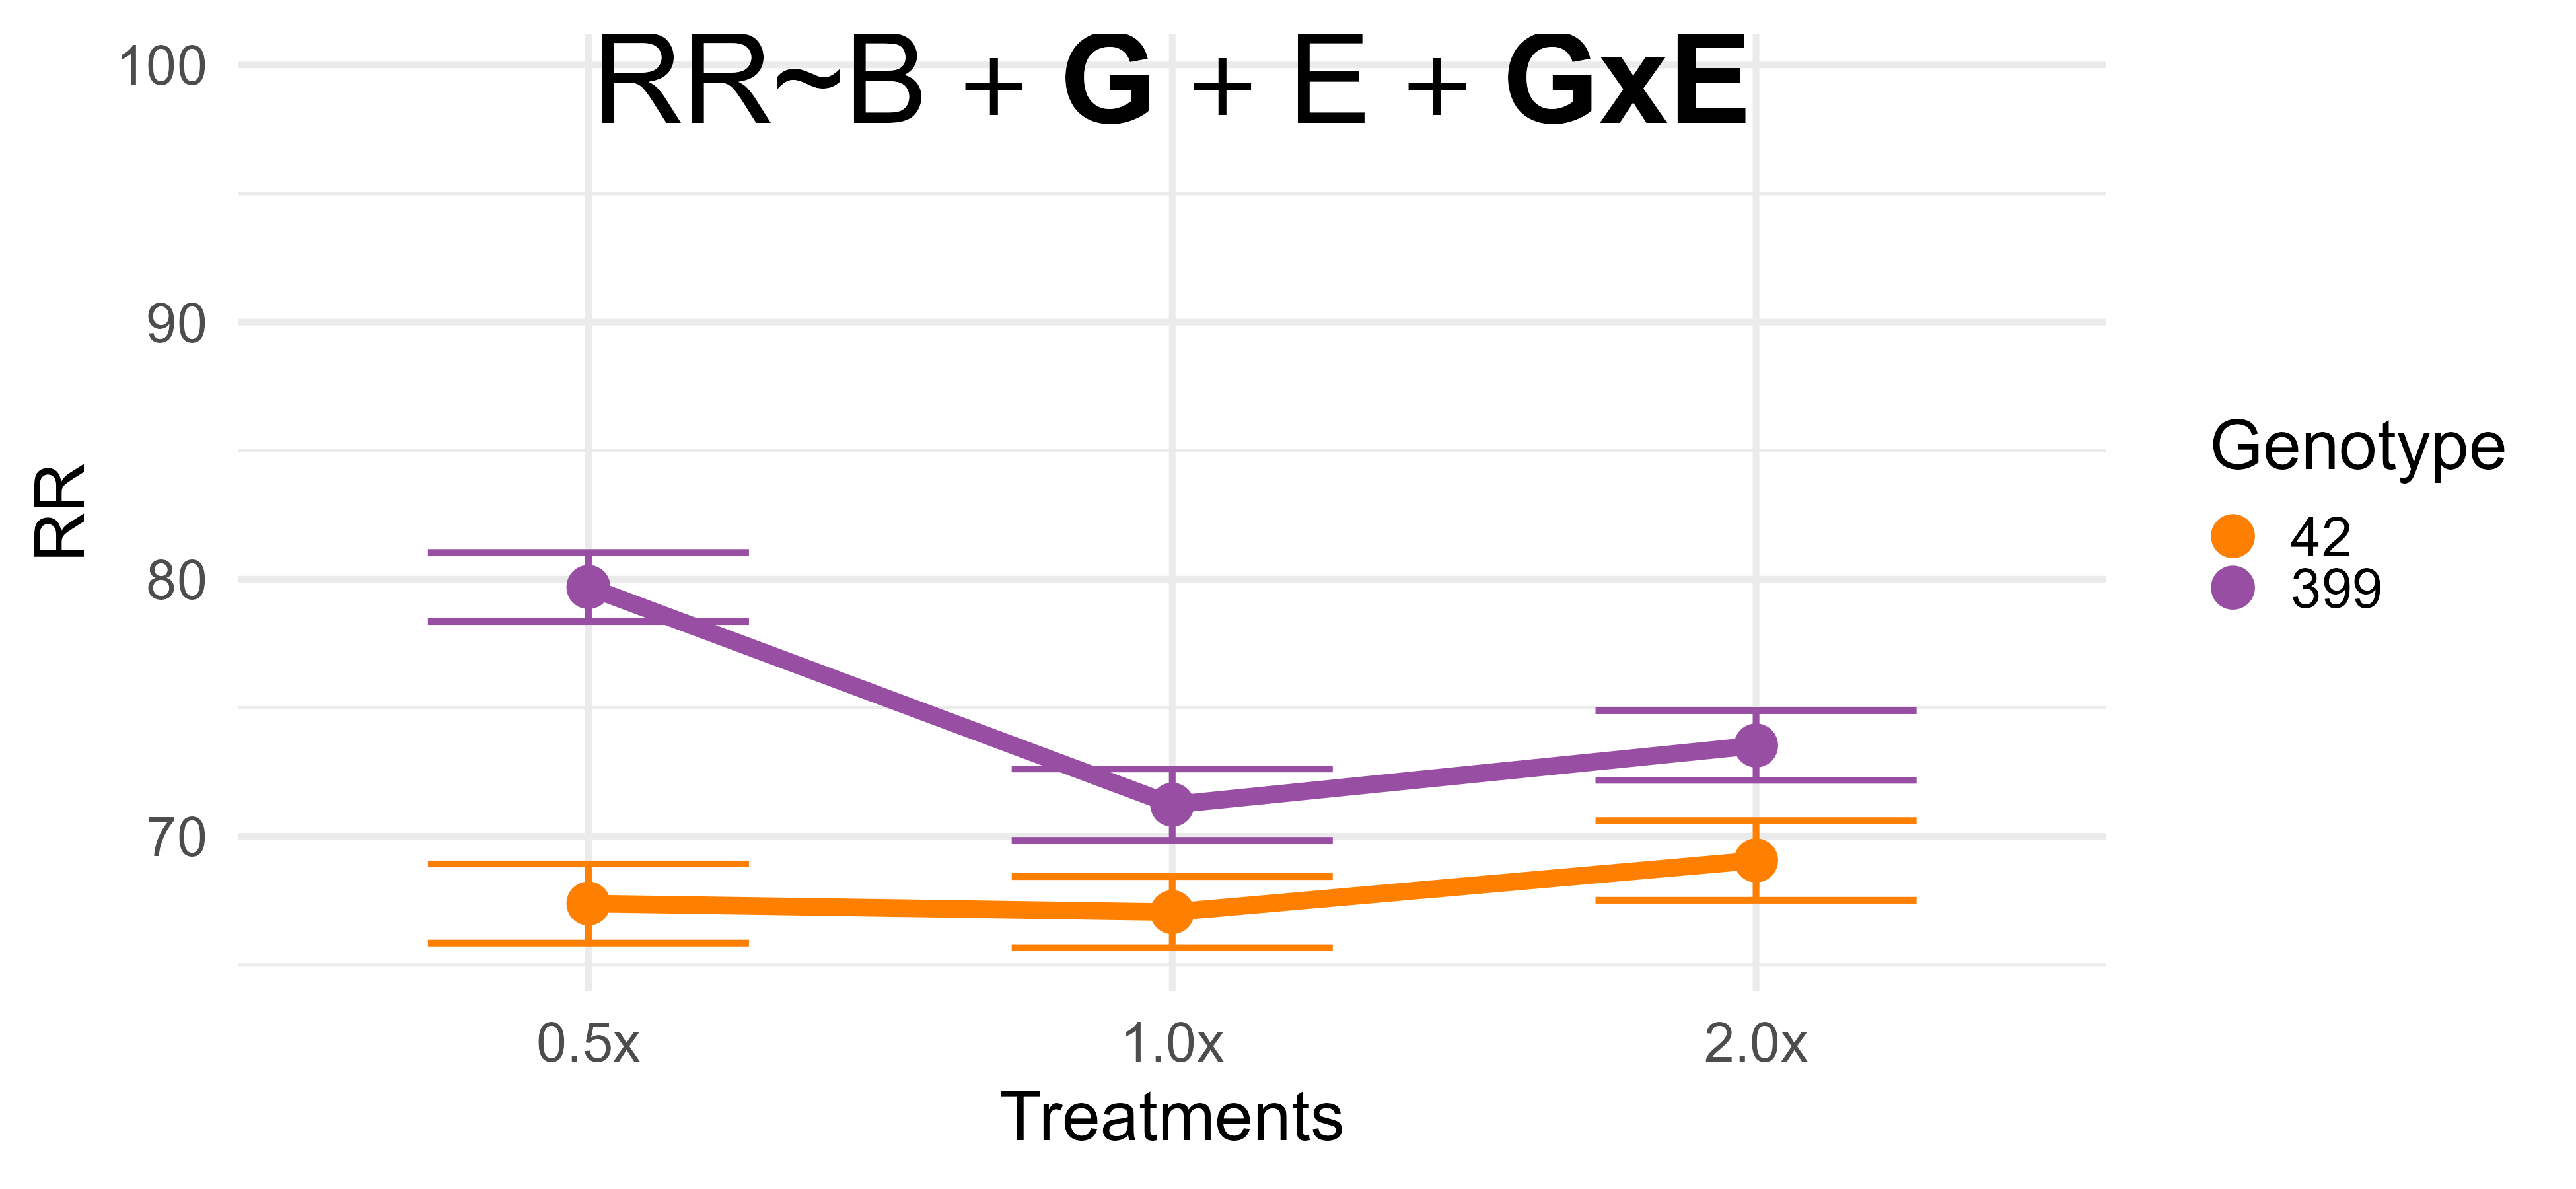 RR~B + G + E + GxE
100
90
80
70
RR
0.5x
1.0x
2.0x
Treatments
Genotype
42
399